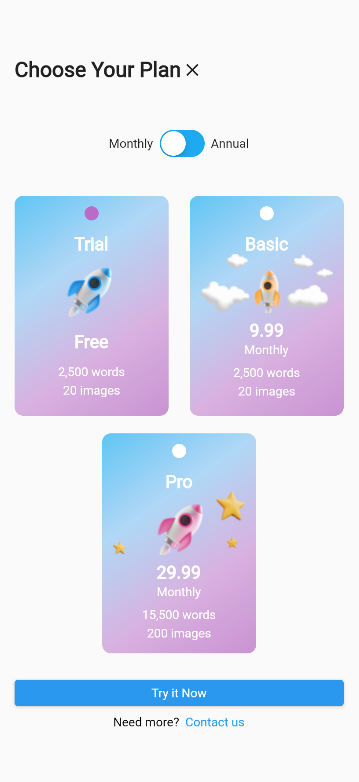 Choose Your Plan
Monthly Annual
Trial
Free
2,500 words
20 images
Basic
9.99
Monthly
2,500 words
20 images
Pro
29.99
Monthly
15,500 words
200 images
Try it Now
Need more? Contact us